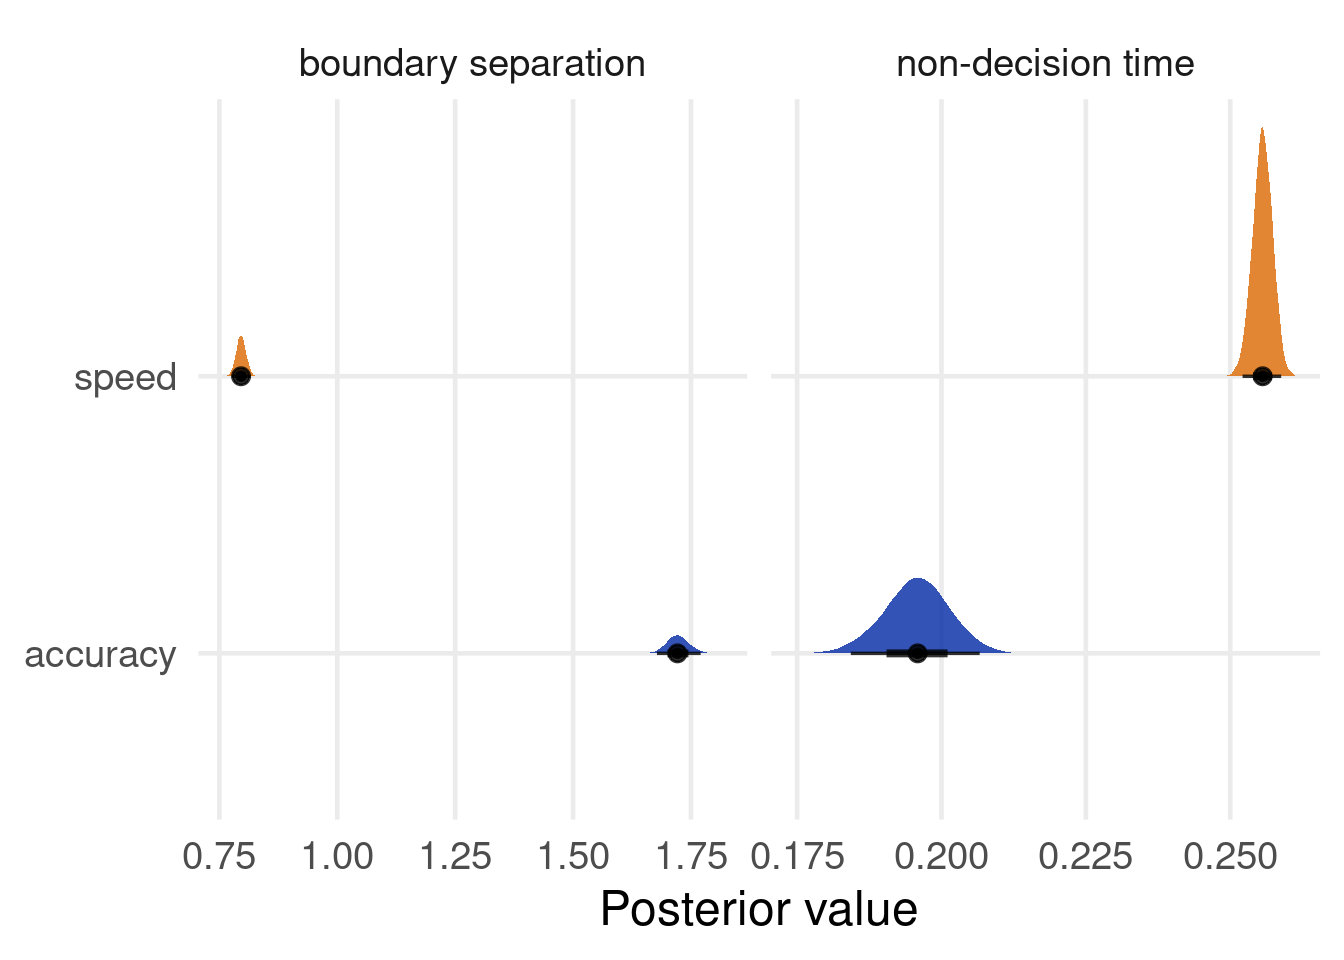 boundary separation
non-decision time
speed
accuracy
0.75 1.00 1.25 1.50 1.75 0.175 0.200 0.225 0.250
Posterior value